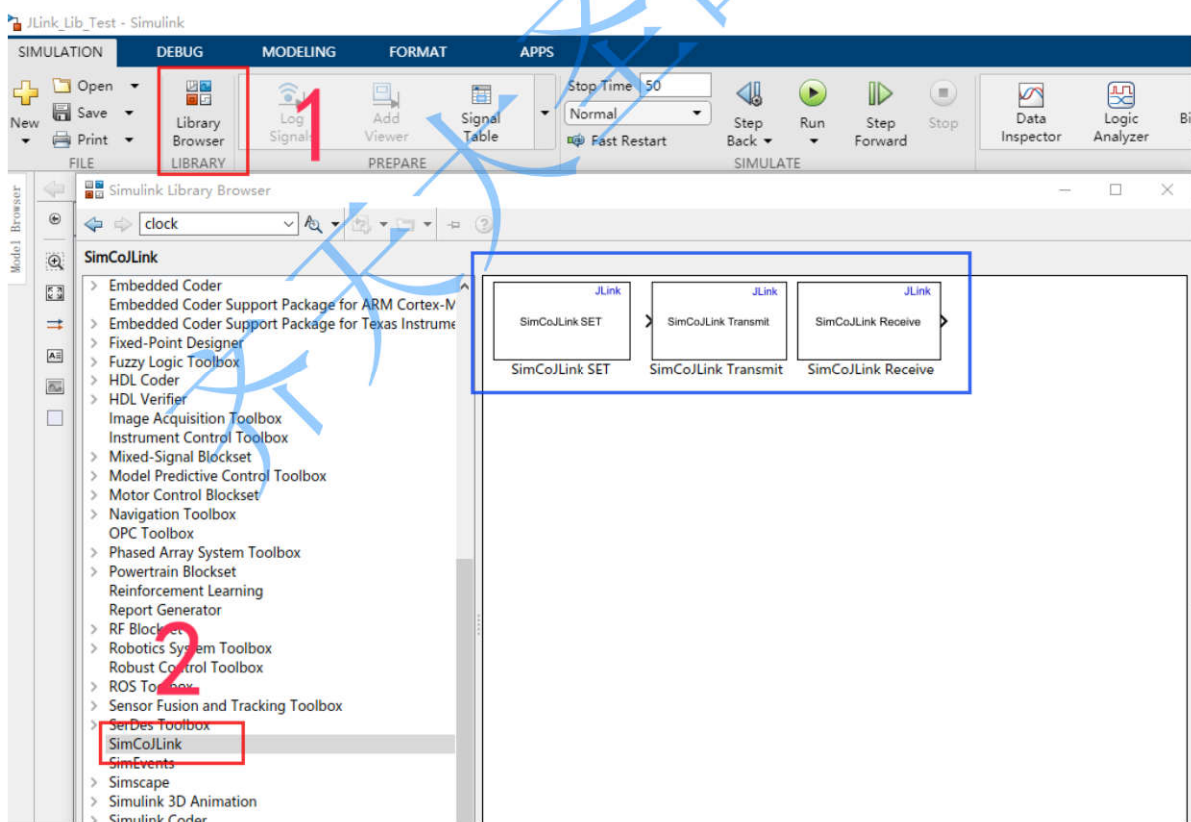 JLink_Lib_Test - Simulink
SIMULATION DEBUG MODELING FORMAT APPS
New
Open
Save
Print
FILE
Library Browser
LIBRARY
1
Log Signals
Add Viewer
Signal Table
PREPARE
Stop Time 50
Normal
Fast Restart
Step Back
Run
Step Forward
Stop
SIMULATE
Data Inspector
Logic Analyzer
Bi
Model Browser
Simulink Library Browser
clock
SimCoJLink
Embedded Coder
Embedded Coder Support Package for ARM Cortex-M
Embedded Coder Support Package for Texas Instrume
Fixed-Point Designer
Fuzzy Logic Toolbox
HDL Coder
HDL Verifier
Image Acquisition Toolbox
Instrument Control Toolbox
Mixed-Signal Blockset
Model Predictive Control Toolbox
Motor Control Blockset
Navigation Toolbox
OPC Toolbox
Phased Array System Toolbox
Powertrain Blockset
Reinforcement Learning
Report Generator
RF Blockset
2
Robotics System Toolbox
Robust Control Toolbox
ROS Toolbox
Sensor Fusion and Tracking Toolbox
SerDes Toolbox
SimCoJLink
SimEvents
Simscape
Simulink 3D Animation
Simulink Coder
JLink JLink JLink
SimCoJLink SET SimCoJLink Transmit SimCoJLink Receive
SimCoJLink SET SimCoJLink Transmit SimCoJLink Receive